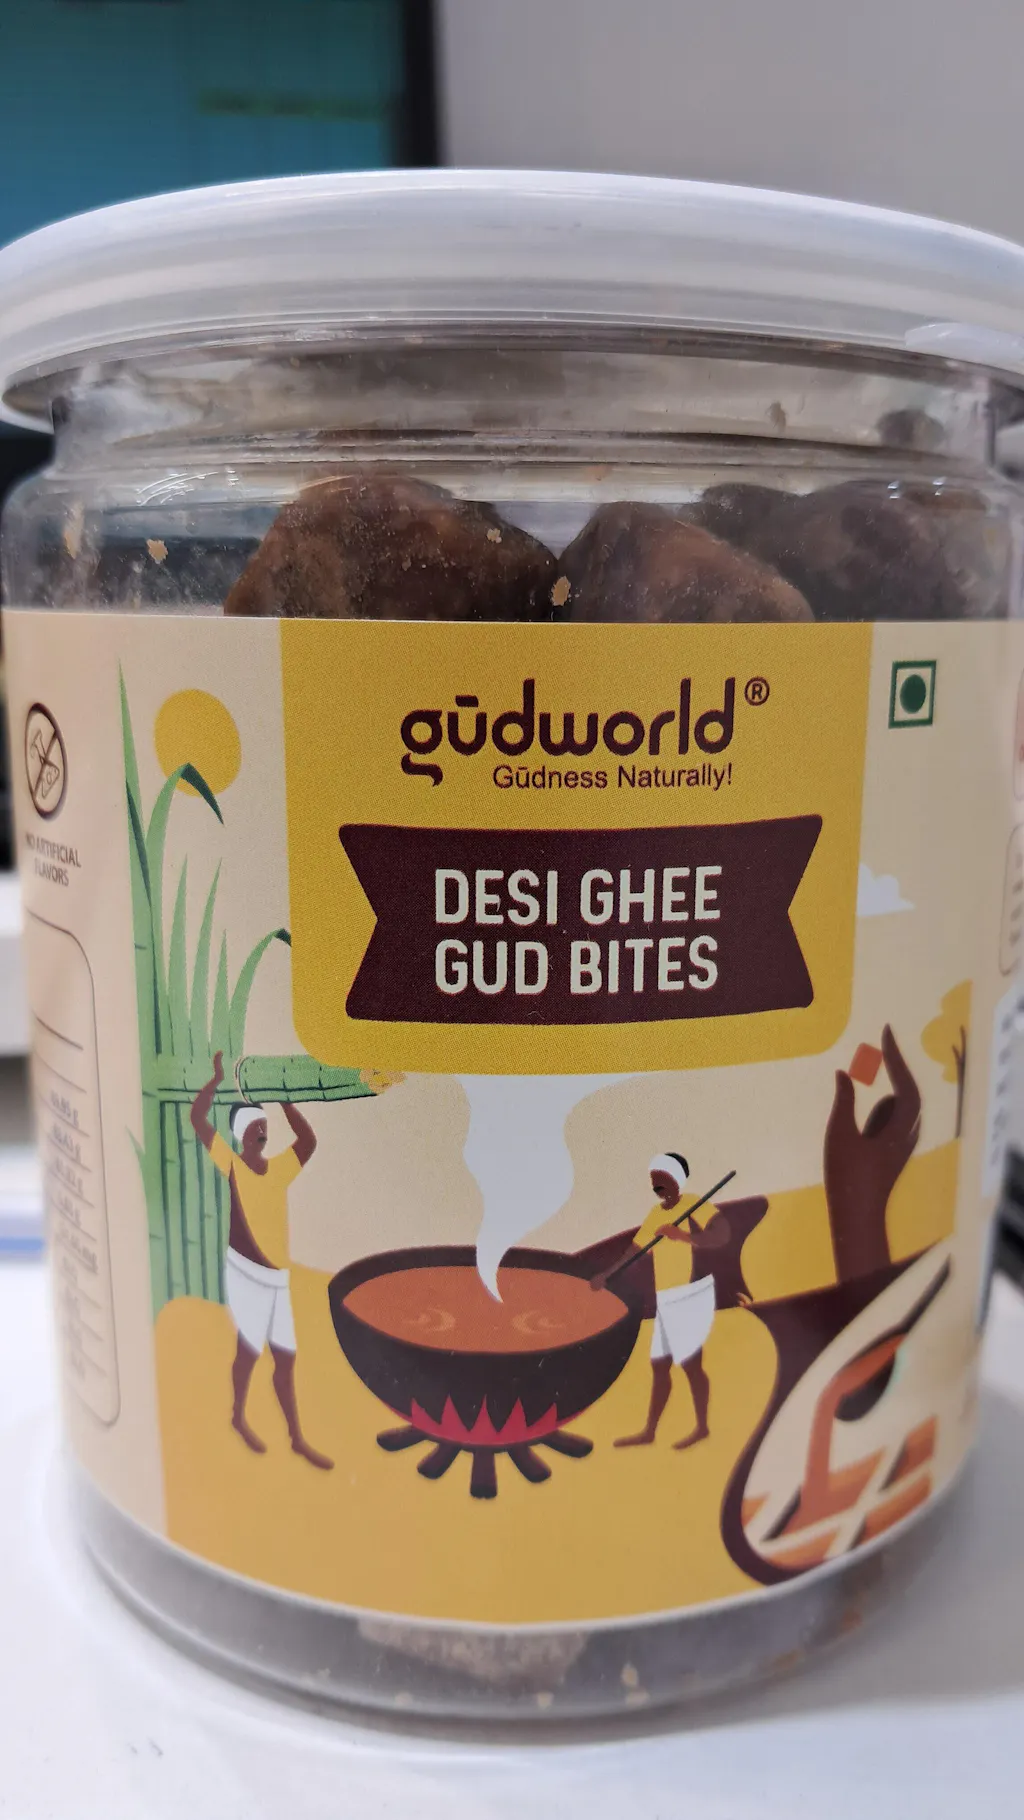 gūdworld®
Gūdness Naturally!
DESI GHEE
GUD BITES
NO ARTIFICIAL
FLAVORS